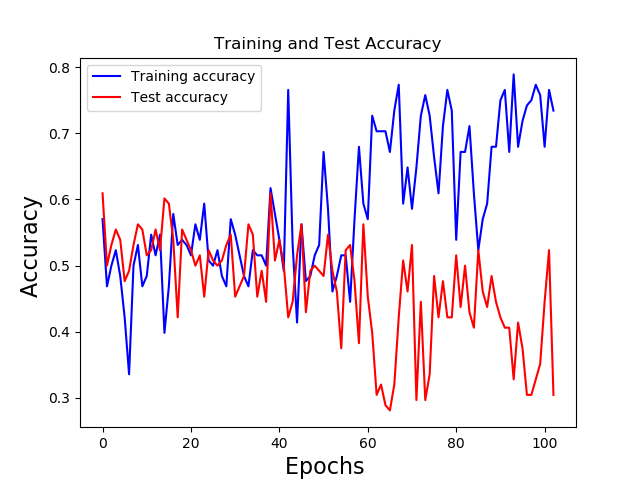 Training and Test Accuracy
Training accuracy
Test accuracy
Accuracy
0.8
0.7
0.6
0.5
0.4
0.3
0 20 40 60 80 100
Epochs